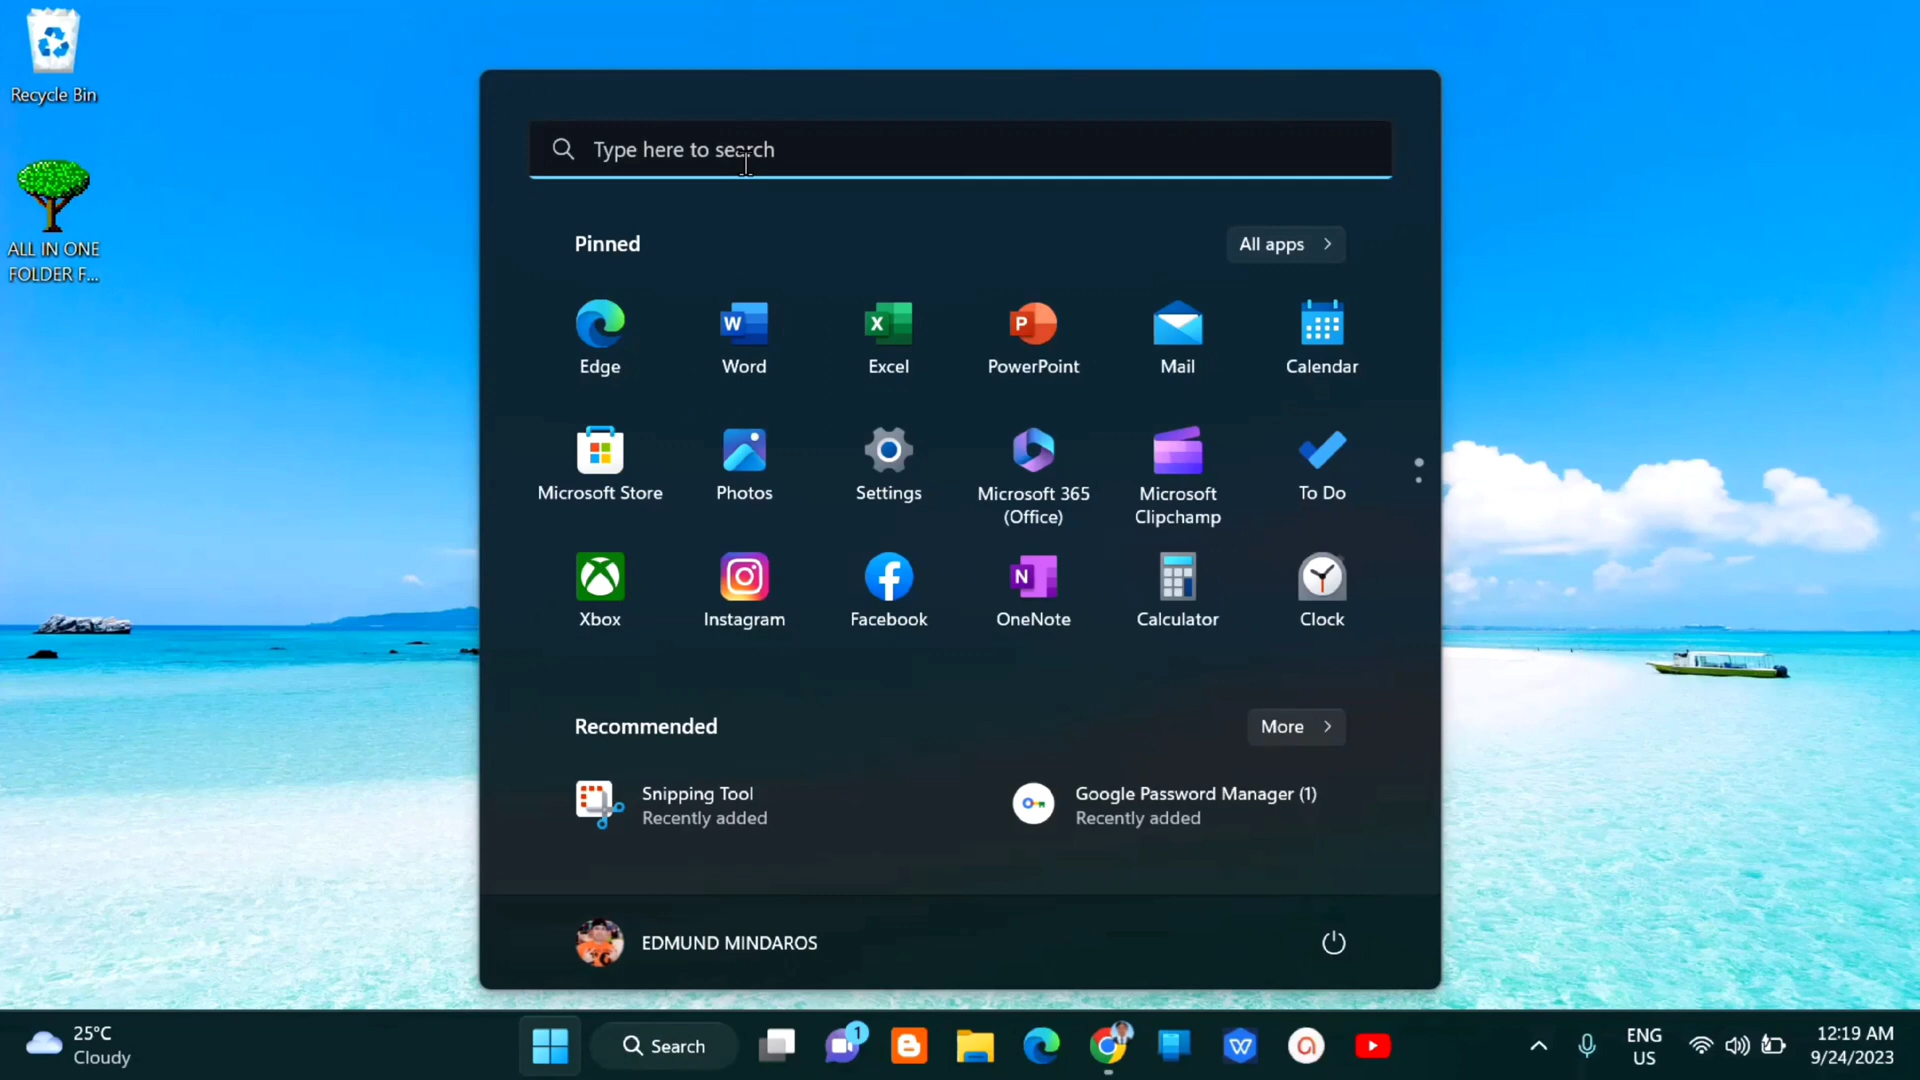 Recycle Bin
ALL IN ONE
FOLDER F...
Type here to search
Pinned
All apps
Edge
Word
Excel
PowerPoint
Mail
Calendar
Microsoft Store
Photos
Settings
Microsoft 365
(Office)
Microsoft
Clipchamp
To Do
Xbox
Instagram
Facebook
OneNote
Calculator
Clock
Recommended
More
Snipping Tool
Recently added
Google Password Manager (1)
Recently added
EDMUND MINDAROS
25°C
Cloudy
Search
1
ENG
US
12:19 AM
9/24/2023